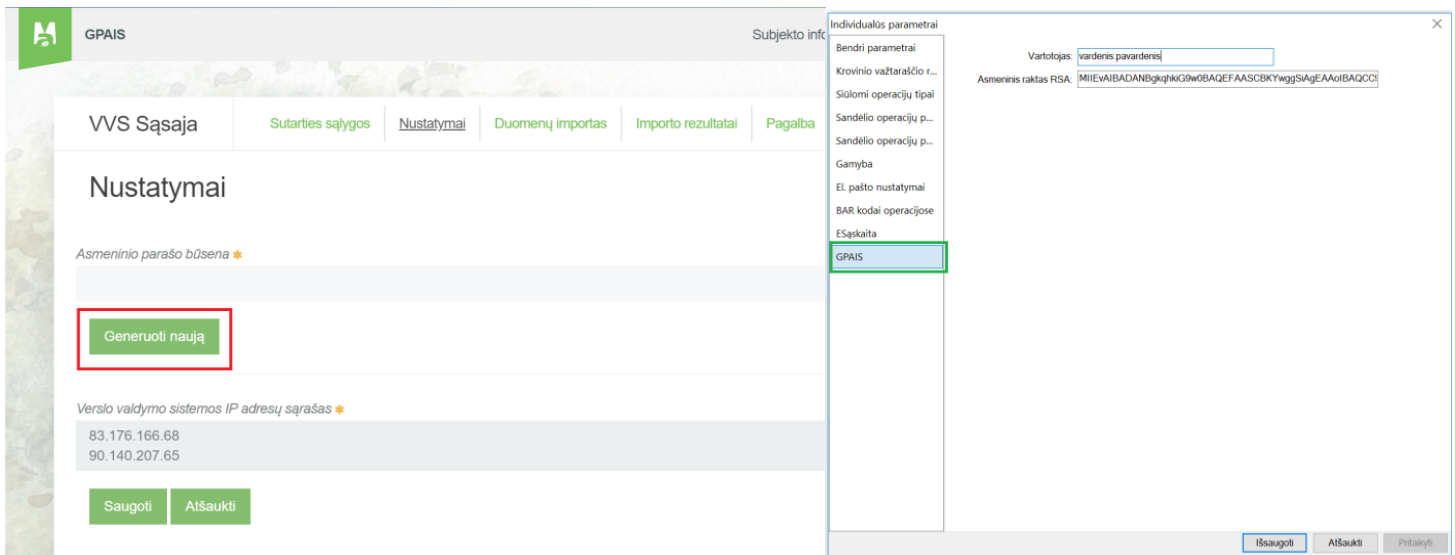 GPAIS
Subjekto info
VVS Sąsaja
Sutarties sąlygos
Nustatymai
Duomenų importas
Importo rezultatai
Pagalba
Nustatymai
Asmeninio parašo būsena *
Generuoti naują
Verslo valdymo sistemos IP adresų sąrašas *
83.176.166.68
90.140.207.65
Saugoti
Atšaukti
Individualūs parametrai
Bendri parametrai
Krovinio važtaraščio r...
Siūlomi operacijų tipai
Sandėlio operacijų p...
Sandėlio operacijų p...
Gamyba
El. pašto nustatymai
BAR kodai operacijose
ESąskaita
GPAIS
Vartotojas: vardenis.pavardenis
Asmeninis raktas RSA: MIIEvAIBADANBgkqhkiG9w0BAQEFAASCBKYwggSiAgEAAoIBAQCC9
Išsaugoti
Atšaukti
Pritaikyti